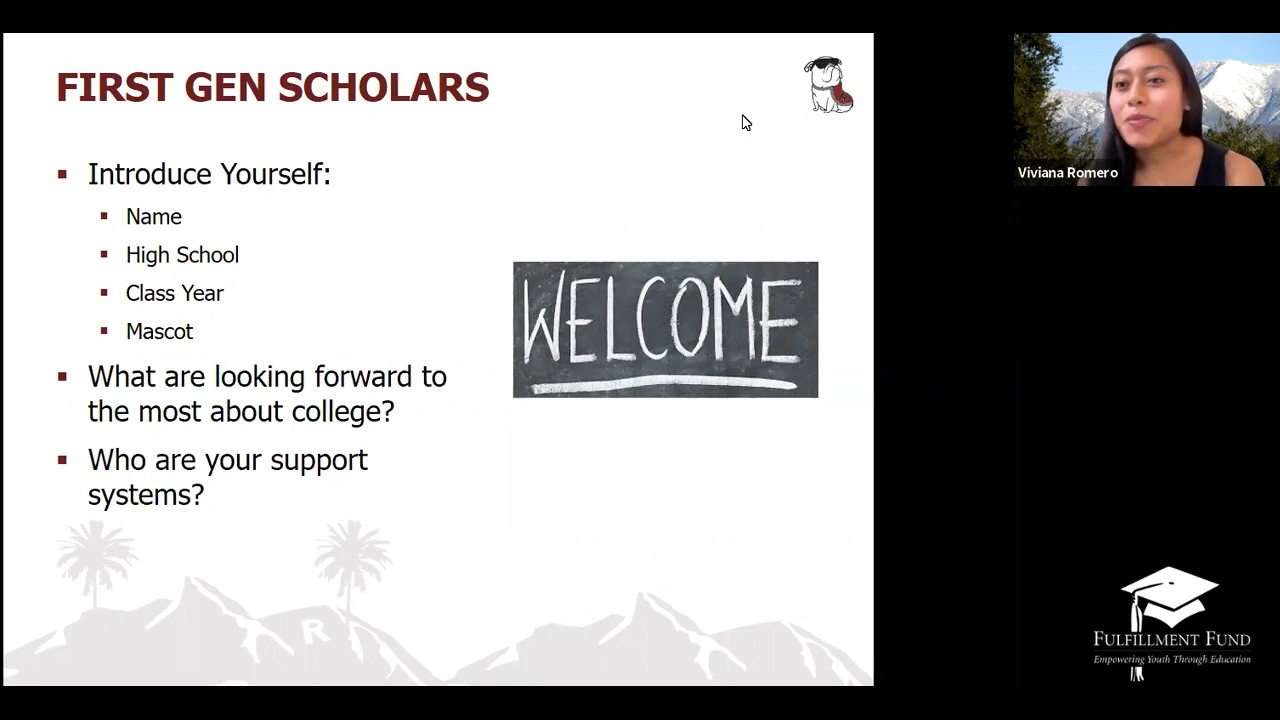 FIRST GEN SCHOLARS
Introduce Yourself:
Name
High School
Class Year
Mascot
What are looking forward to
the most about college?
Who are your support
systems?
WELCOME
R
Viviana Romero
FULFILLMENT FUND
Empowering Youth Through Education